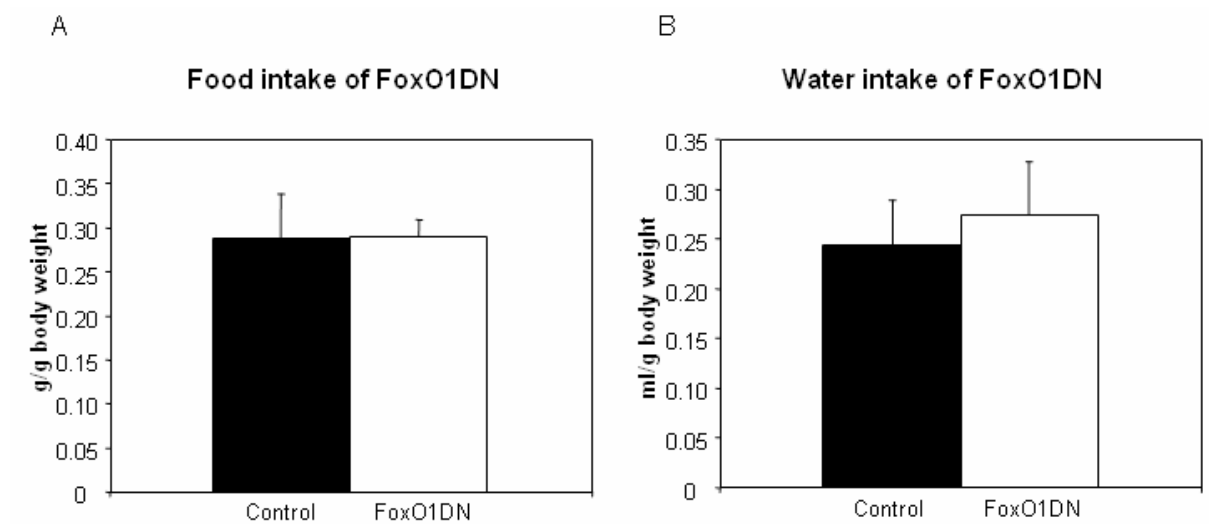 A
Food intake of FoxO1DN
g/g body weight
0.40
0.35
0.30
0.25
0.20
0.15
0.10
0.05
0
Control FoxO1DN
B
Water intake of FoxO1DN
ml/g body weight
0.35
0.30
0.25
0.20
0.15
0.10
0.05
0
Control FoxO1DN